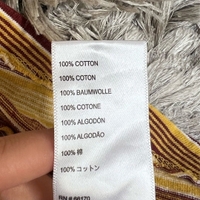 100% COTTON
100% COTON
100% BAUMWOLLE
100% COTONE
100% ALGODÓN
100% ALGODÃO
100% 棉
100% コットン